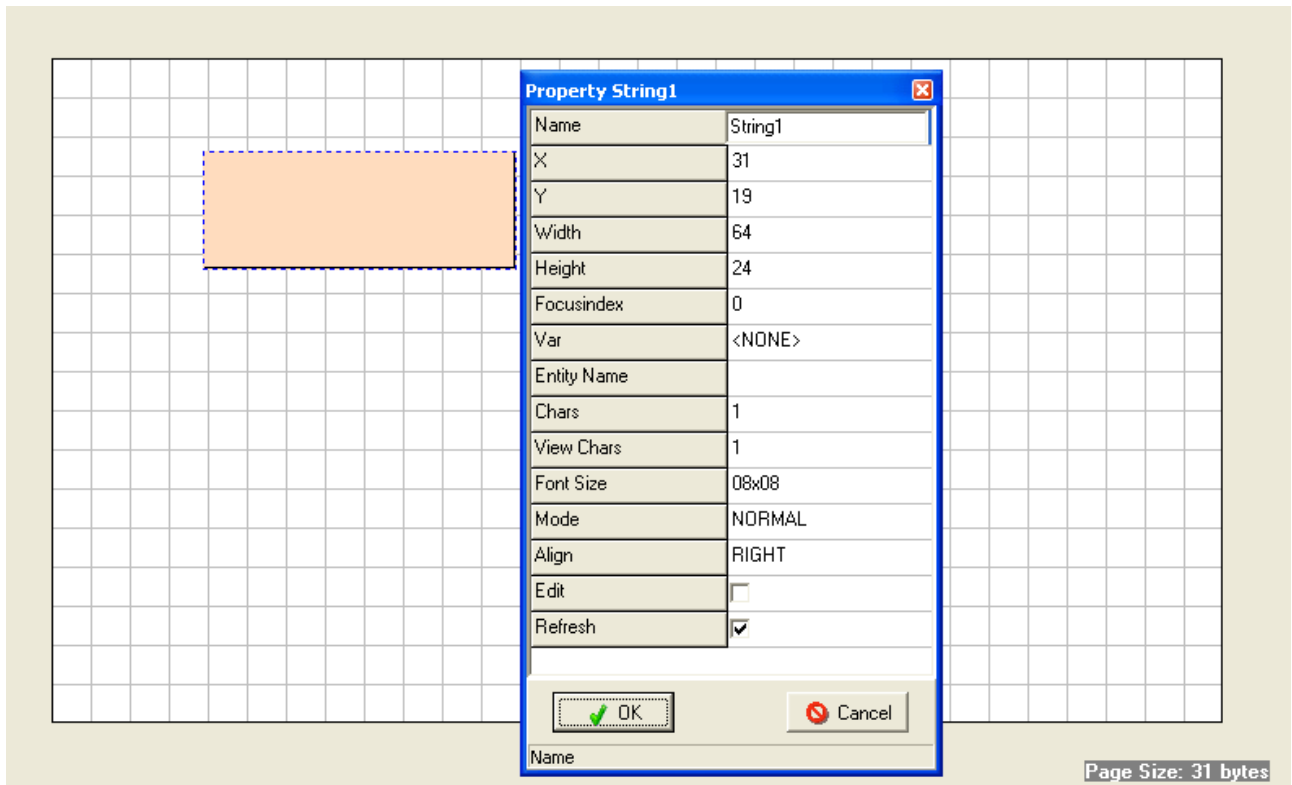 Property String1
Name String1
X 31
Y 19
Width 64
Height 24
Focusindex 0
Var <NONE>
Entity Name
Chars 1
View Chars 1
Font Size 08x08
Mode NORMAL
Align RIGHT
Edit
Refresh
OK Cancel
Name
Page Size: 31 bytes